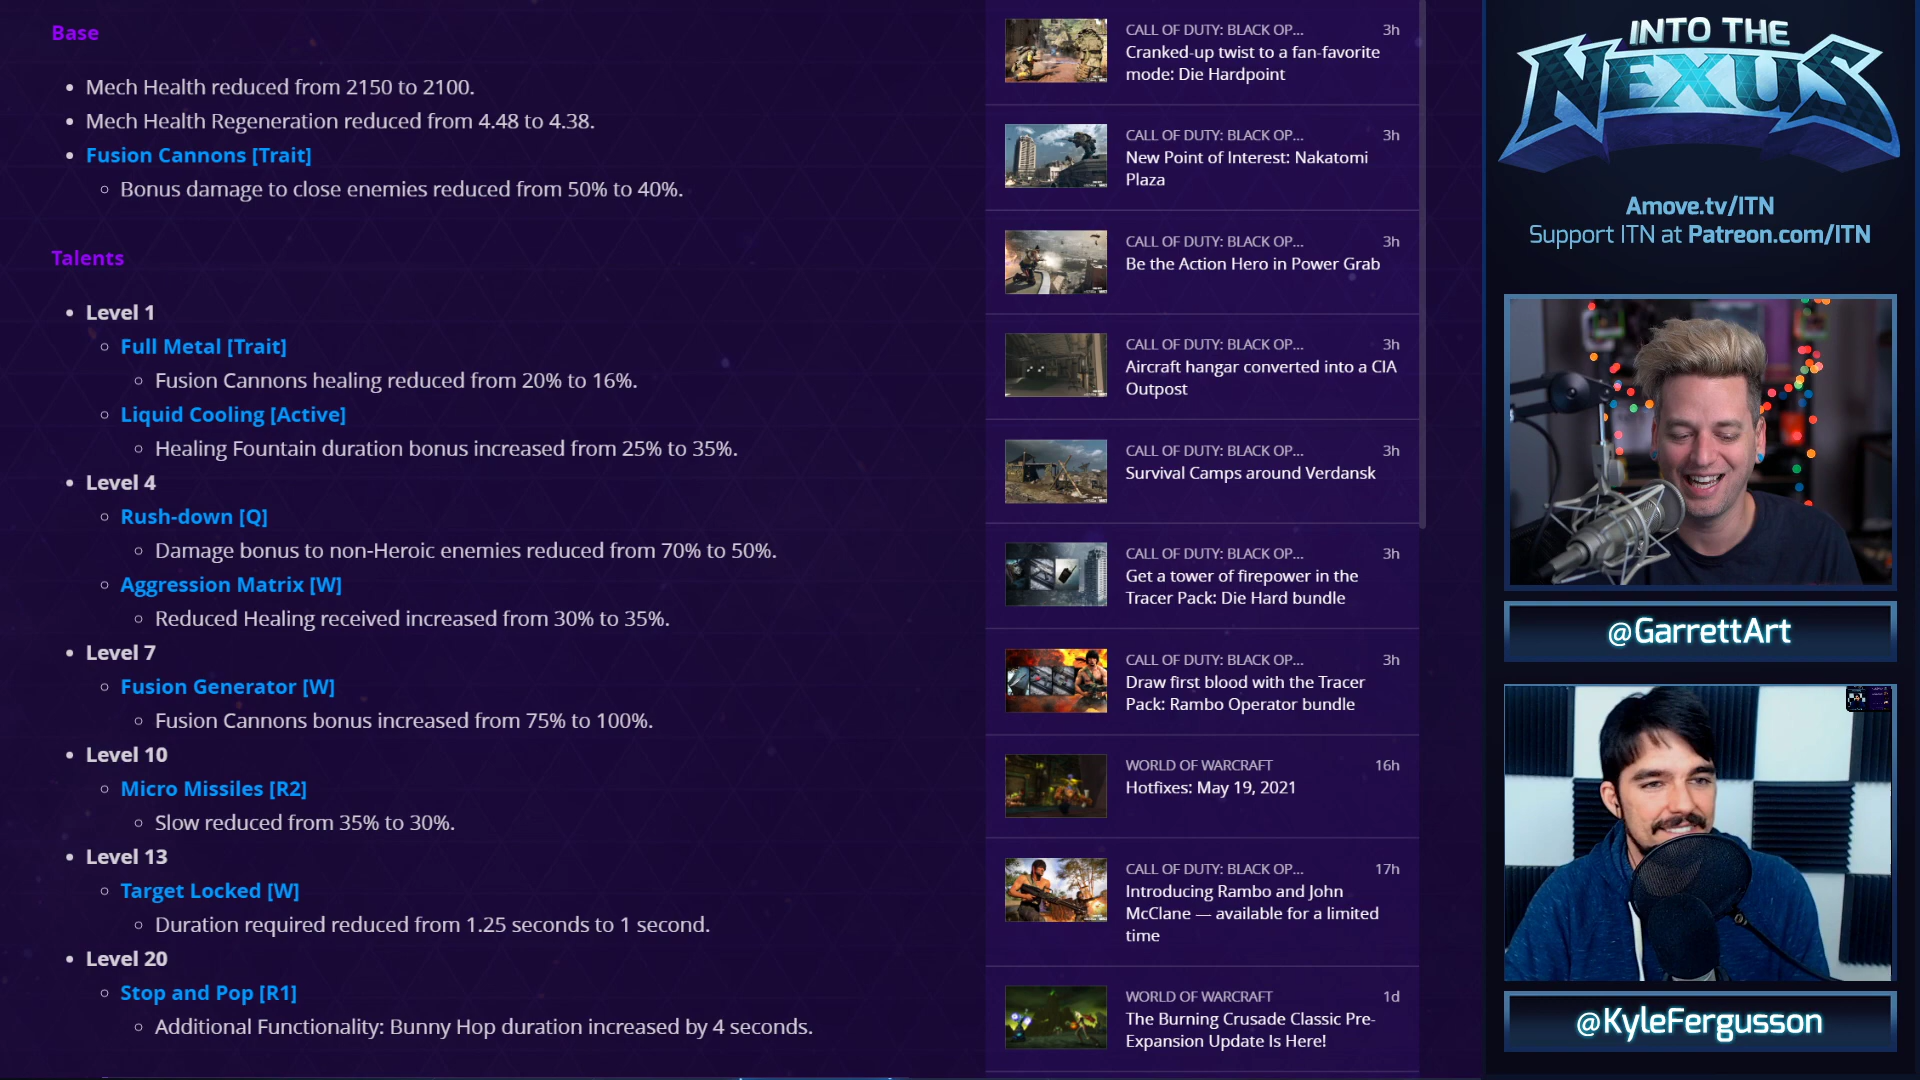 Base
Mech Health reduced from 2150 to 2100.
Mech Health Regeneration reduced from 4.48 to 4.38.
Fusion Cannons [Trait]
Bonus damage to close enemies reduced from 50% to 40%.
Talents
Level 1
Full Metal [Trait]
Fusion Cannons healing reduced from 20% to 16%.
Liquid Cooling [Active]
Healing Fountain duration bonus increased from 25% to 35%.
Level 4
Rush-down [Q]
Damage bonus to non-Heroic enemies reduced from 70% to 50%.
Aggression Matrix [W]
Reduced Healing received increased from 30% to 35%.
Level 7
Fusion Generator [W]
Fusion Cannons bonus increased from 75% to 100%.
Level 10
Micro Missiles [R2]
Slow reduced from 35% to 30%.
Level 13
Target Locked [W]
Duration required reduced from 1.25 seconds to 1 second.
Level 20
Stop and Pop [R1]
Additional Functionality: Bunny Hop duration increased by 4 seconds.
CALL OF DUTY: BLACK OP... 3h
Cranked-up twist to a fan-favorite
mode: Die Hardpoint
CALL OF DUTY: BLACK OP... 3h
New Point of Interest: Nakatomi
Plaza
CALL OF DUTY: BLACK OP... 3h
Be the Action Hero in Power Grab
CALL OF DUTY: BLACK OP... 3h
Aircraft hangar converted into a CIA
Outpost
CALL OF DUTY: BLACK OP... 3h
Survival Camps around Verdansk
CALL OF DUTY: BLACK OP... 3h
Get a tower of firepower in the
Tracer Pack: Die Hard bundle
CALL OF DUTY: BLACK OP... 3h
Draw first blood with the Tracer
Pack: Rambo Operator bundle
WORLD OF WARCRAFT 16h
Hotfixes: May 19, 2021
CALL OF DUTY: BLACK OP... 17h
Introducing Rambo and John
McClane — available for a limited
time
WORLD OF WARCRAFT 1d
The Burning Crusade Classic Pre-
Expansion Update Is Here!
INTO THE
NEXUS
Amove.tv/ITN
Support ITN at Patreon.com/ITN
@GarrettArt
@KyleFergusson